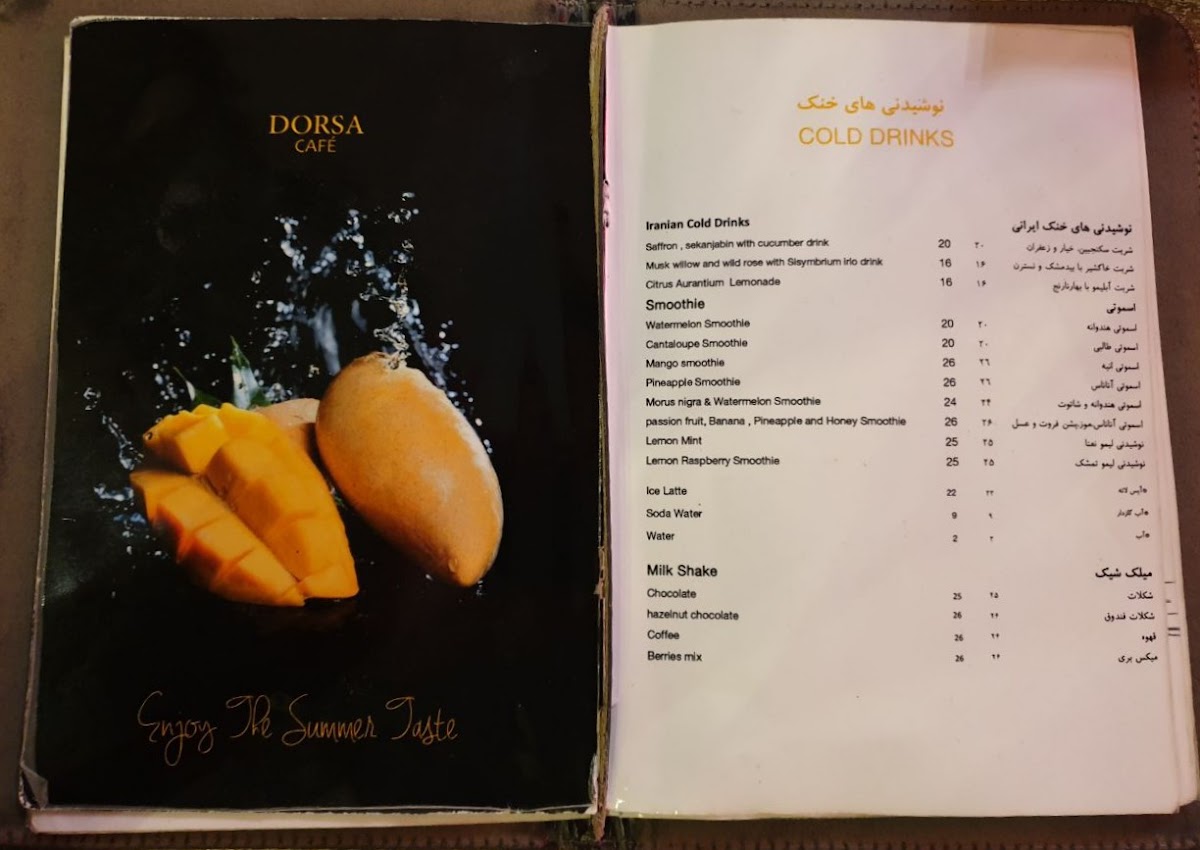 DORSA
CAFÉ
Enjoy The Summer Taste
نوشیدنی های خنک
COLD DRINKS
Iranian Cold Drinks نوشیدنی های خنک ایرانی
Saffron , sekanjabin with cucumber drink 20 ۲۰ شربت سکنجبین، خیار و زعفران
Musk willow and wild rose with Sisymbrium irio drink 16 ۱۶ شربت خاکشیر با بیدمشک و نسترن
Citrus Aurantium Lemonade 16 ۱۶ شربت آبلیمو با بهارنارنج
Smoothie اسموتی
Watermelon Smoothie 20 ۲۰ اسموتی هندوانه
Cantaloupe Smoothie 20 ۲۰ اسموتی طالبی
Mango smoothie 26 ۲۶ اسموتی انبه
Pineapple Smoothie 26 ۲۶ اسموتی آناناس
Morus nigra & Watermelon Smoothie 24 ۲۴ اسموتی هندوانه و شاتوت
passion fruit, Banana , Pineapple and Honey Smoothie 26 ۲۶ اسموتی آناناس،موز،پیشن فروت و عسل
Lemon Mint 25 ۲۵ نوشیدنی لیمو نعنا
Lemon Raspberry Smoothie 25 ۲۵ نوشیدنی لیمو تمشک
Ice Latte 22 ۲۲ *آیس لاته
Soda Water 9 ۹ *آب گازدار
Water 2 ۲ *آب
Milk Shake میلک شیک
Chocolate 25 ۲۵ شکلات
hazelnut chocolate 26 ۲۶ شکلات فندوق
Coffee 26 ۲۶ قهوه
Berries mix 26 ۲۶ میکس بری